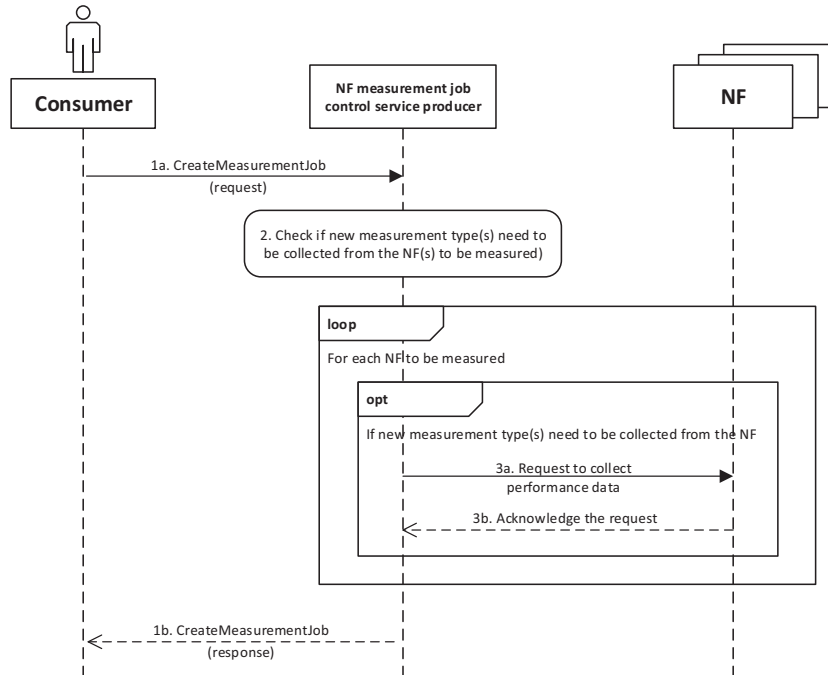 Consumer
NF measurement job
control service producer
NF
1a. CreateMeasurementJob
(request)
2. Check if new measurement type(s) need to
be collected from the NF(s) to be measured)
loop
For each NF to be measured
opt
If new measurement type(s) need to be collected from the NF
3a. Request to collect
performance data
3b. Acknowledge the request
1b. CreateMeasurementJob
(response)